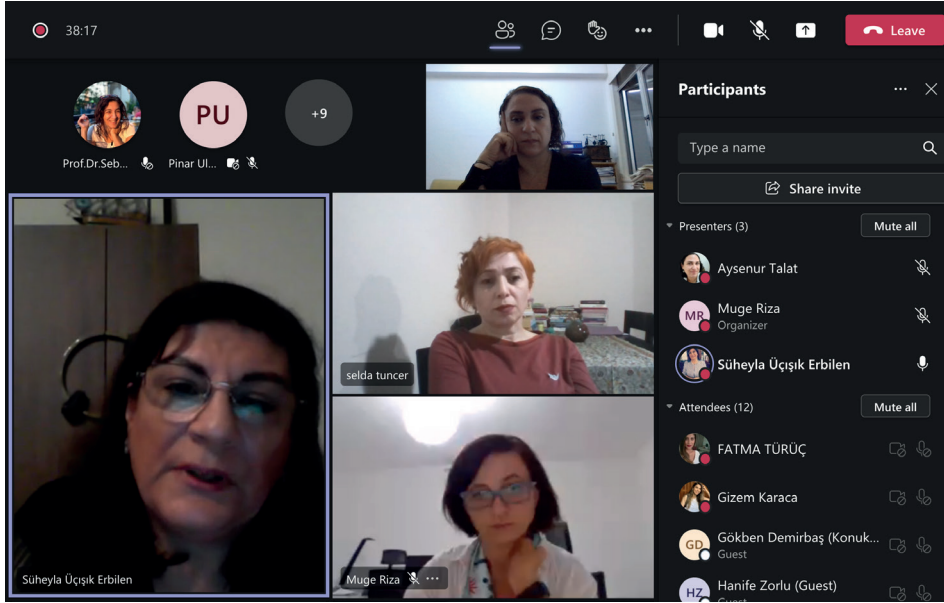 38:17
Leave
PU
+9
Prof.Dr.Seb...
Pinar Ul...
selda tuncer
Süheyla Üçışık Erbilen
Muge Riza
Participants
Type a name
Share invite
Presenters (3)
Mute all
Aysenur Talat
MR
Muge Riza
Organizer
Süheyla Üçışık Erbilen
Attendees (12)
Mute all
FATMA TÜRÜÇ
Gizem Karaca
GD
Gökben Demirbaş (Konuk...
Guest
HZ
Hanife Zorlu (Guest)
Guest